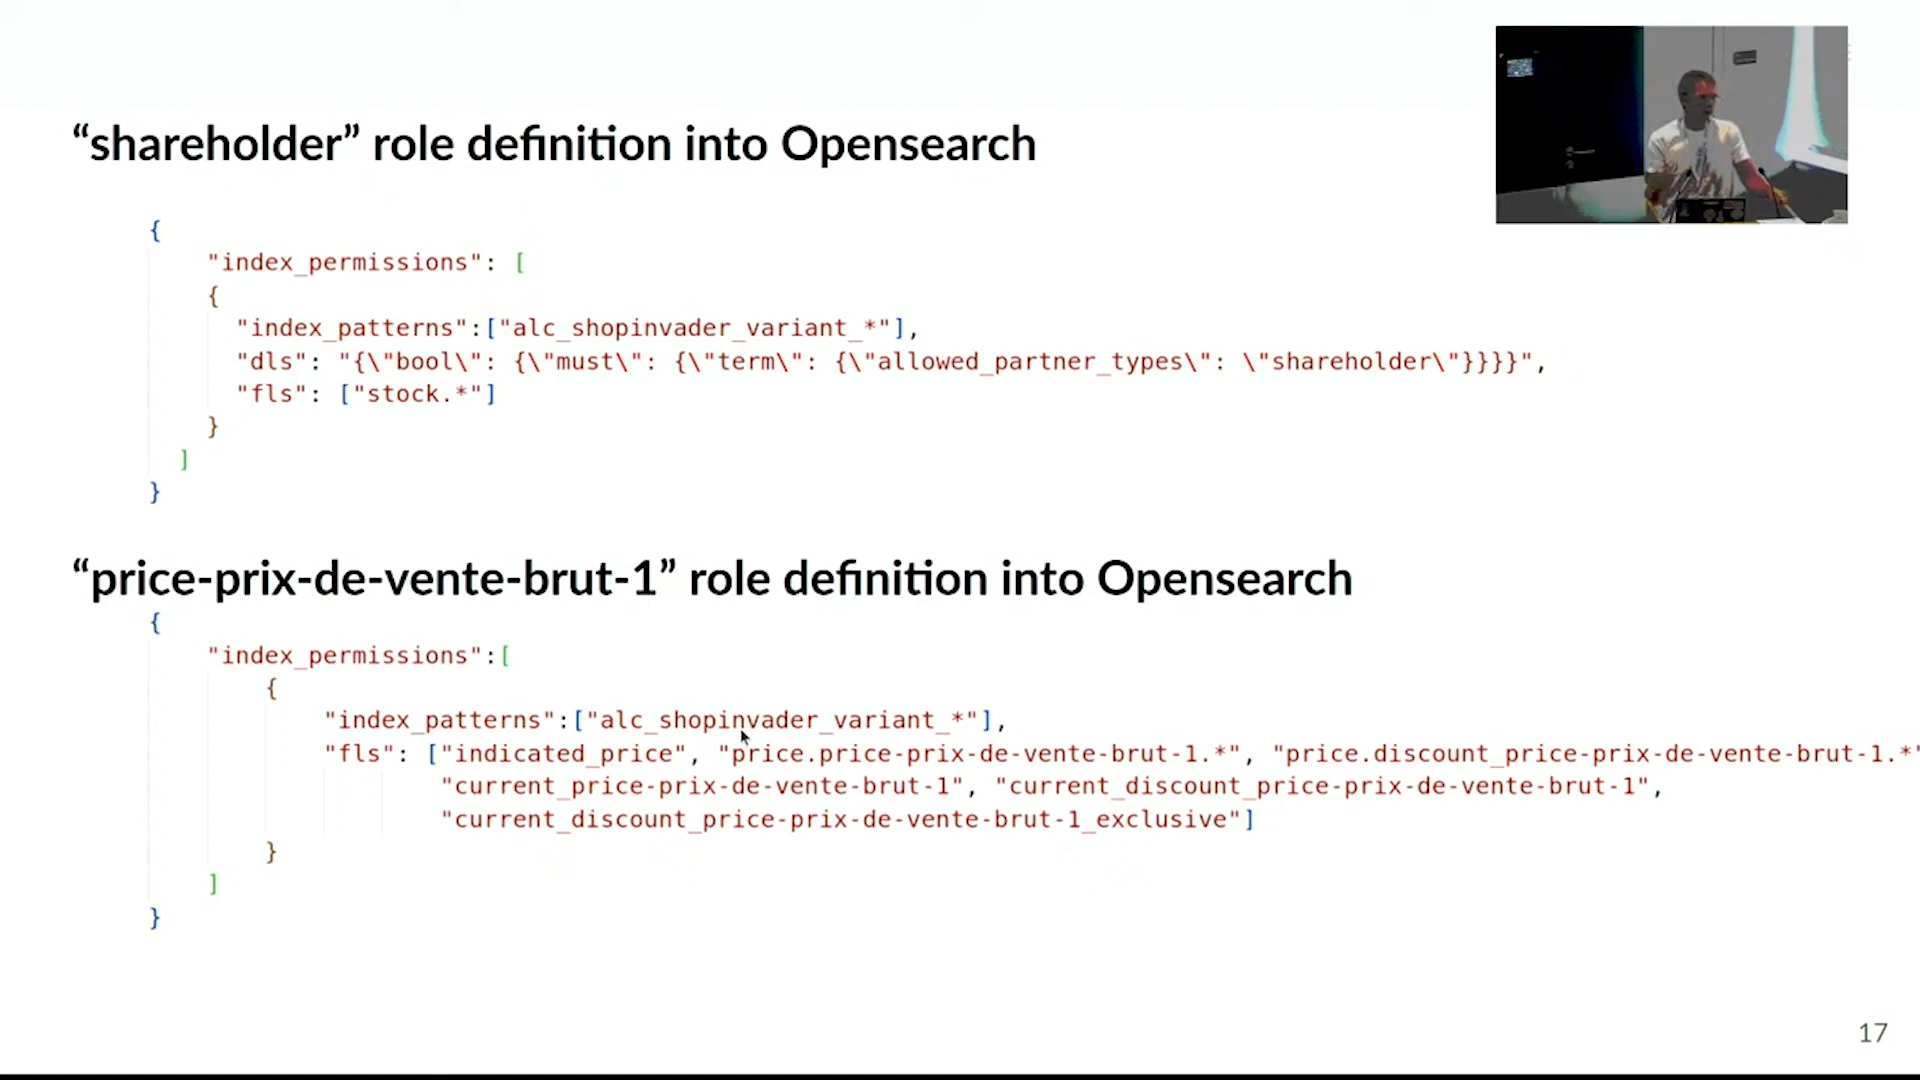 “shareholder” role definition into Opensearch
{
"index_permissions": [
{
"index_patterns":["alc_shopinvader_variant_*"],
"dls": "{\"bool\": {\"must\": {\"term\": {\"allowed_partner_types\": \"shareholder\"}}}}",
"fls": ["stock.*"]
}
]
}
“price-prix-de-vente-brut-1” role definition into Opensearch
{
"index_permissions":[
{
"index_patterns":["alc_shopinvader_variant_*"],
"fls": ["indicated_price", "price.price-prix-de-vente-brut-1.*", "price.discount_price-prix-de-vente-brut-1.*"
"current_price-prix-de-vente-brut-1", "current_discount_price-prix-de-vente-brut-1",
"current_discount_price-prix-de-vente-brut-1_exclusive"]
}
]
}
17